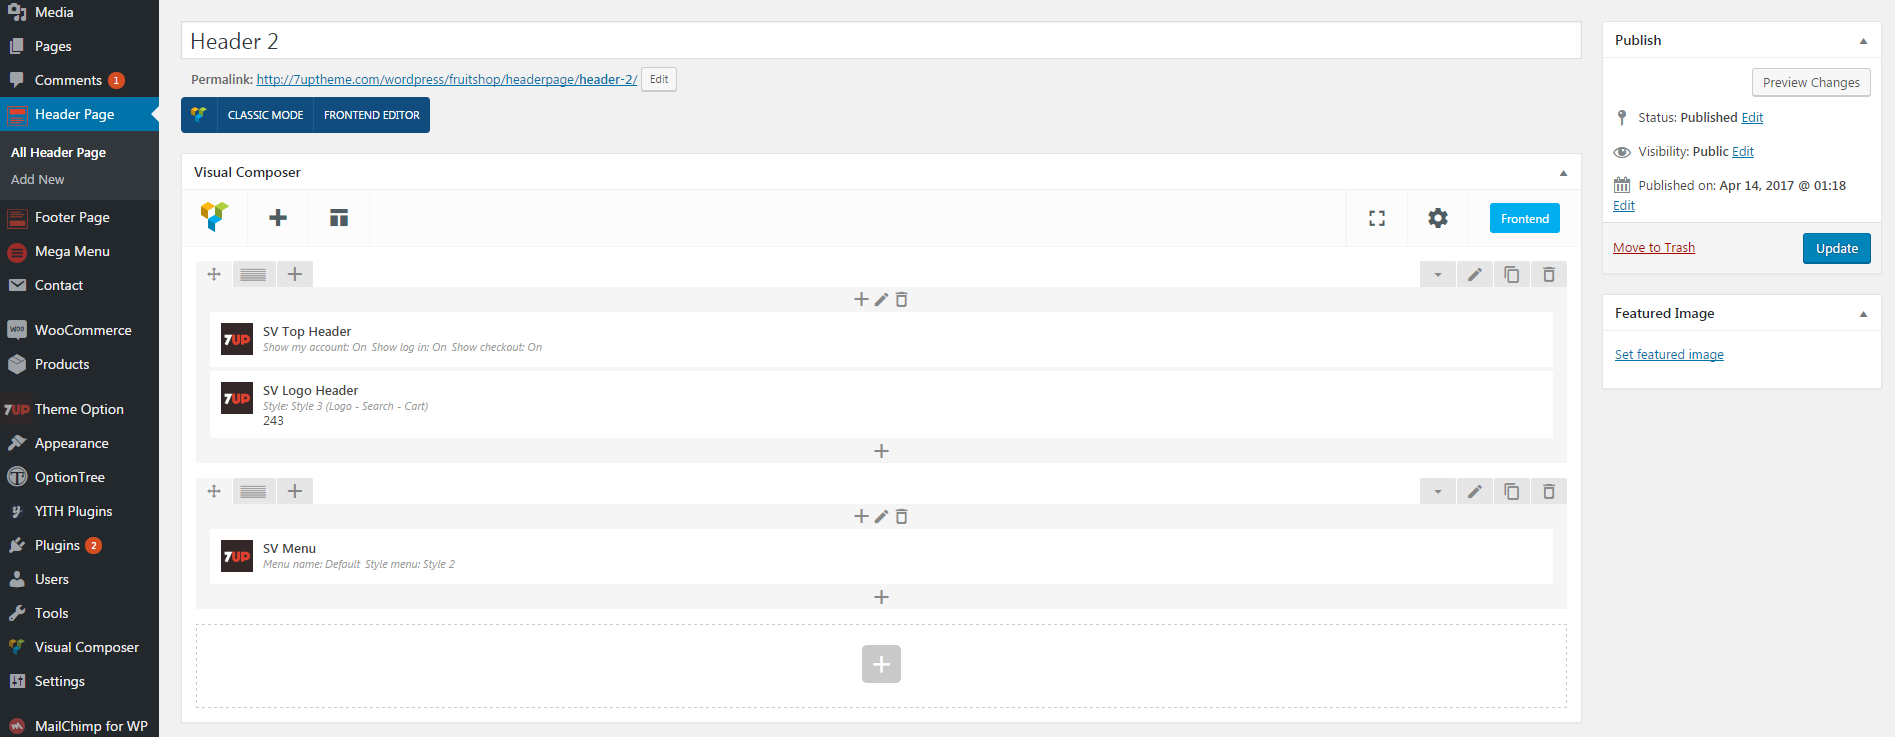 Media
Pages
Comments 1
Header Page
All Header Page
Add New
Footer Page
Mega Menu
Contact
WOO WooCommerce
Products
7UP Theme Option
Appearance
OptionTree
YITH Plugins
Plugins 2
Users
Tools
Visual Composer
Settings
MailChimp for WP
Header 2
Permalink: http://7uptheme.com/wordpress/fruitshop/headerpage/header-2/ Edit
CLASSIC MODE FRONTEND EDITOR
Visual Composer
Frontend
7UP SV Top Header
Show my account: On Show log in: On Show checkout: On
7UP SV Logo Header
Style: Style 3 (Logo - Search - Cart)
243
7UP SV Menu
Menu name: Default Style menu: Style 2
Publish
Preview Changes
Status: Published Edit
Visibility: Public Edit
Published on: Apr 14, 2017 @ 01:18
Edit
Move to Trash Update
Featured Image
Set featured image